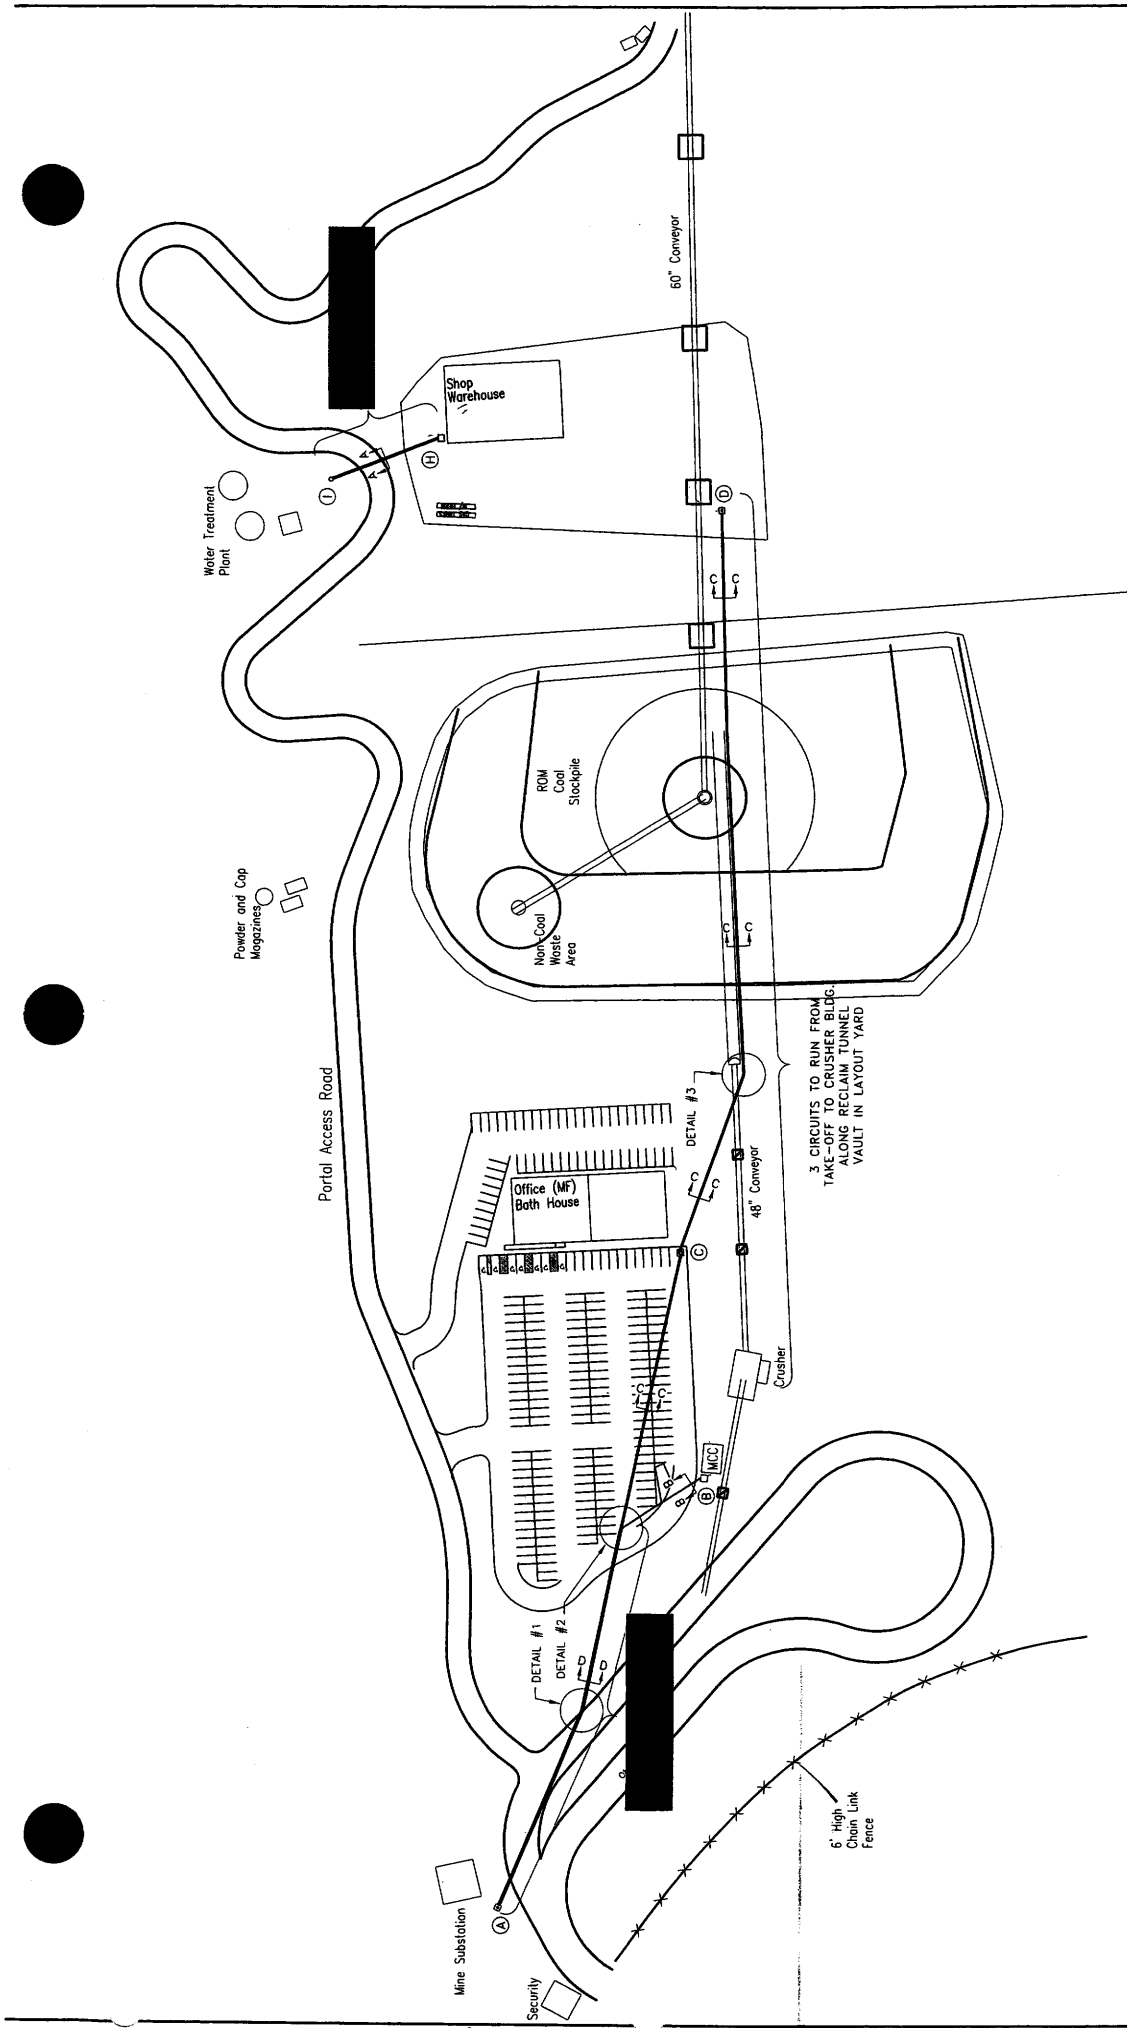 60" Conveyor
Shop
Warehouse
H
I
A
A
Water Treatment
Plant
D
C
C
ROM
Coal
Stockpile
Powder and Cap
Magazines
Non-Coal
Waste
Area
C
C
3 CIRCUITS TO RUN FROM
TAKE-OFF TO CRUSHER BLDG.
ALONG RECLAIM TUNNEL
VAULT IN LAYOUT YARD
Portal Access Road
DETAIL #3
Office (MF)
Bath House
C
C
48" Conveyor
C
Crusher
C
C
MCC
B
B
B
DETAIL #1
DETAIL #2
D
D
6' High
Chain Link
Fence
Mine Substation
A
Security